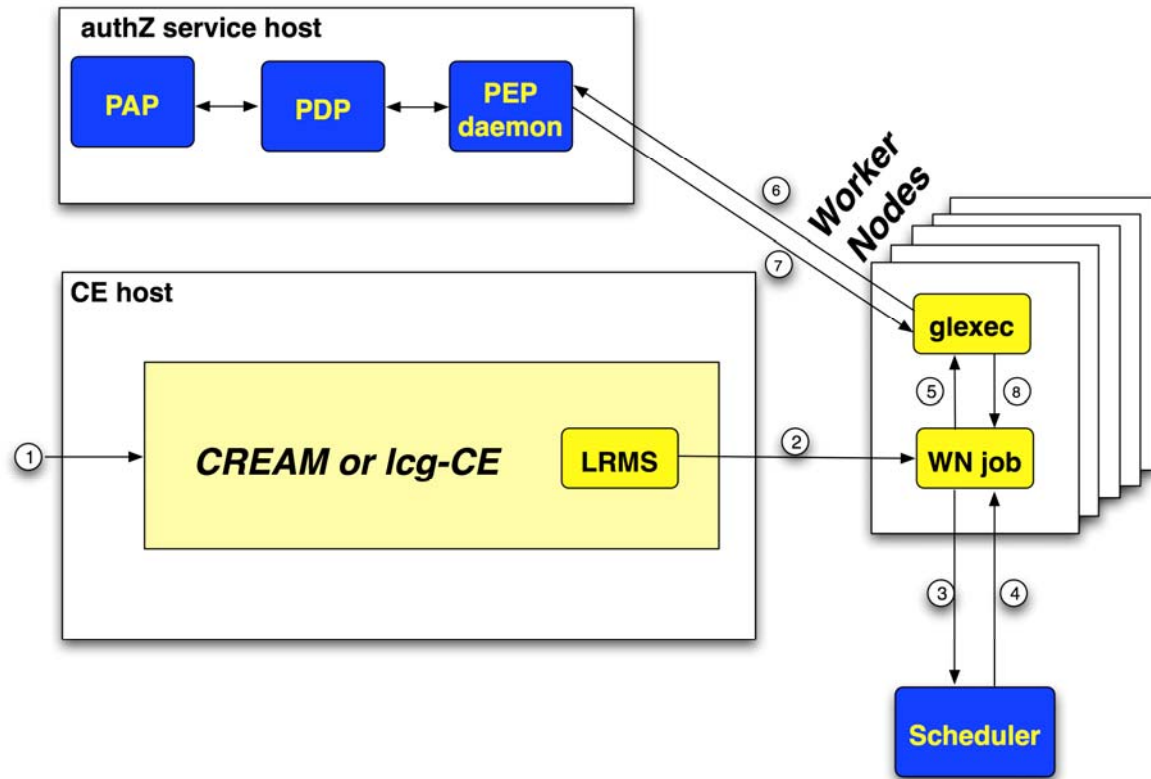 authZ service host
PAP
PDP
PEP
daemon
Worker
Nodes
6
7
CE host
glexec
5
8
1
CREAM or lcg-CE
LRMS
2
WN job
3
4
Scheduler